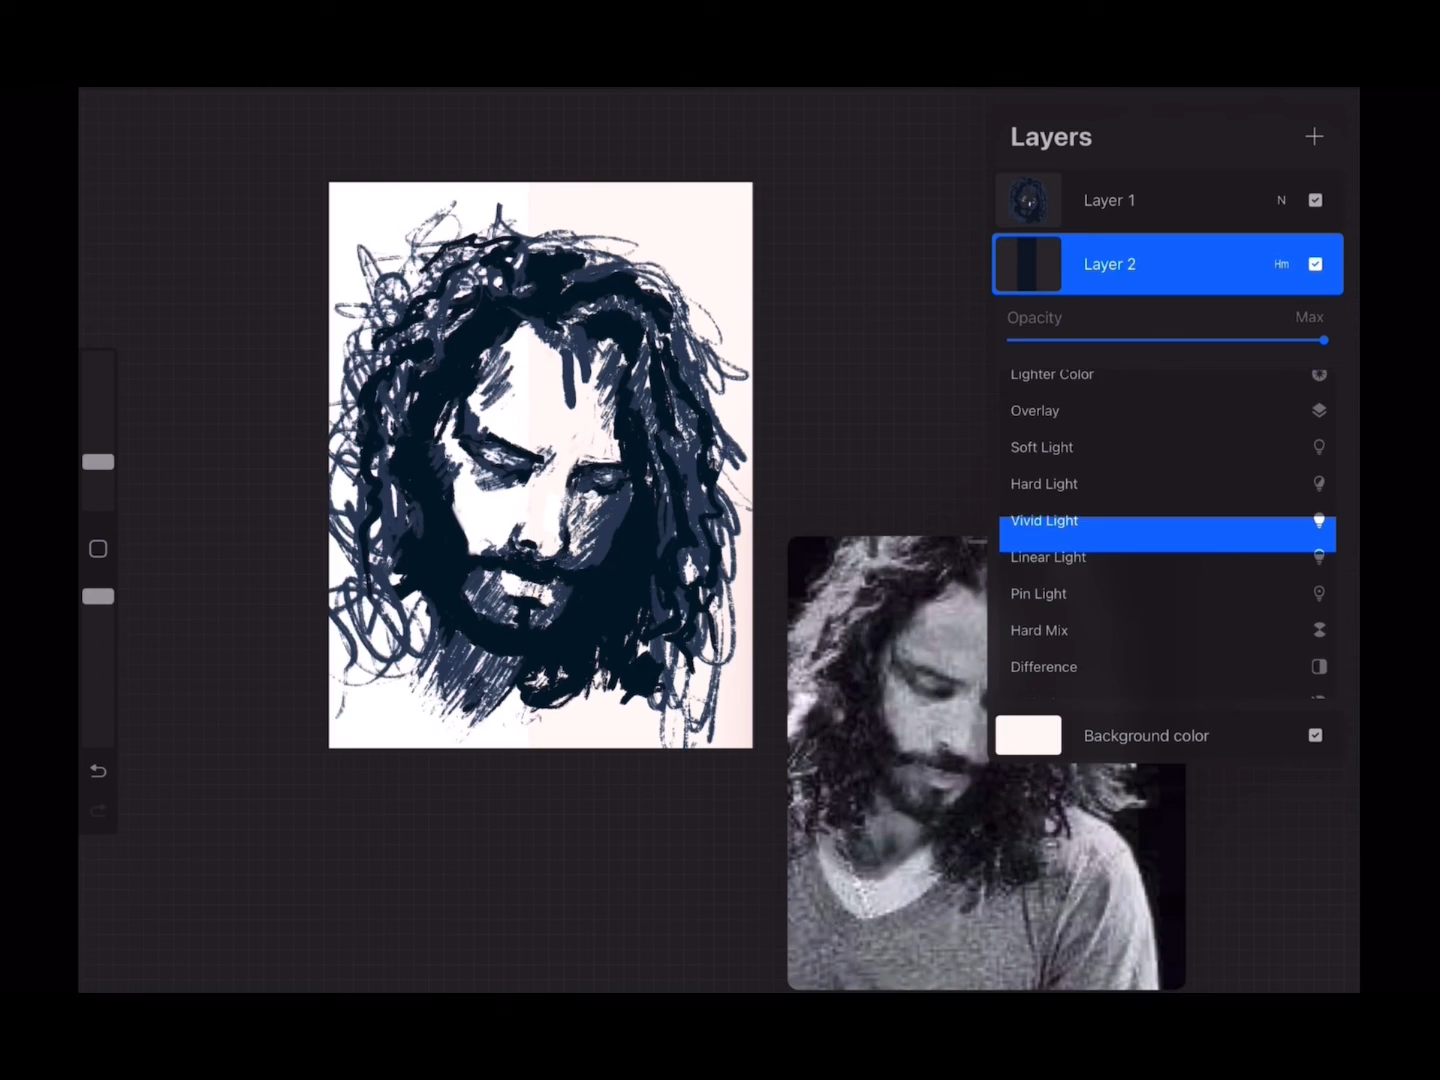 Layers
Layer 1 N
Layer 2 Hm
Opacity Max
Lighter Color
Overlay
Soft Light
Hard Light
Vivid Light
Linear Light
Pin Light
Hard Mix
Difference
Background color